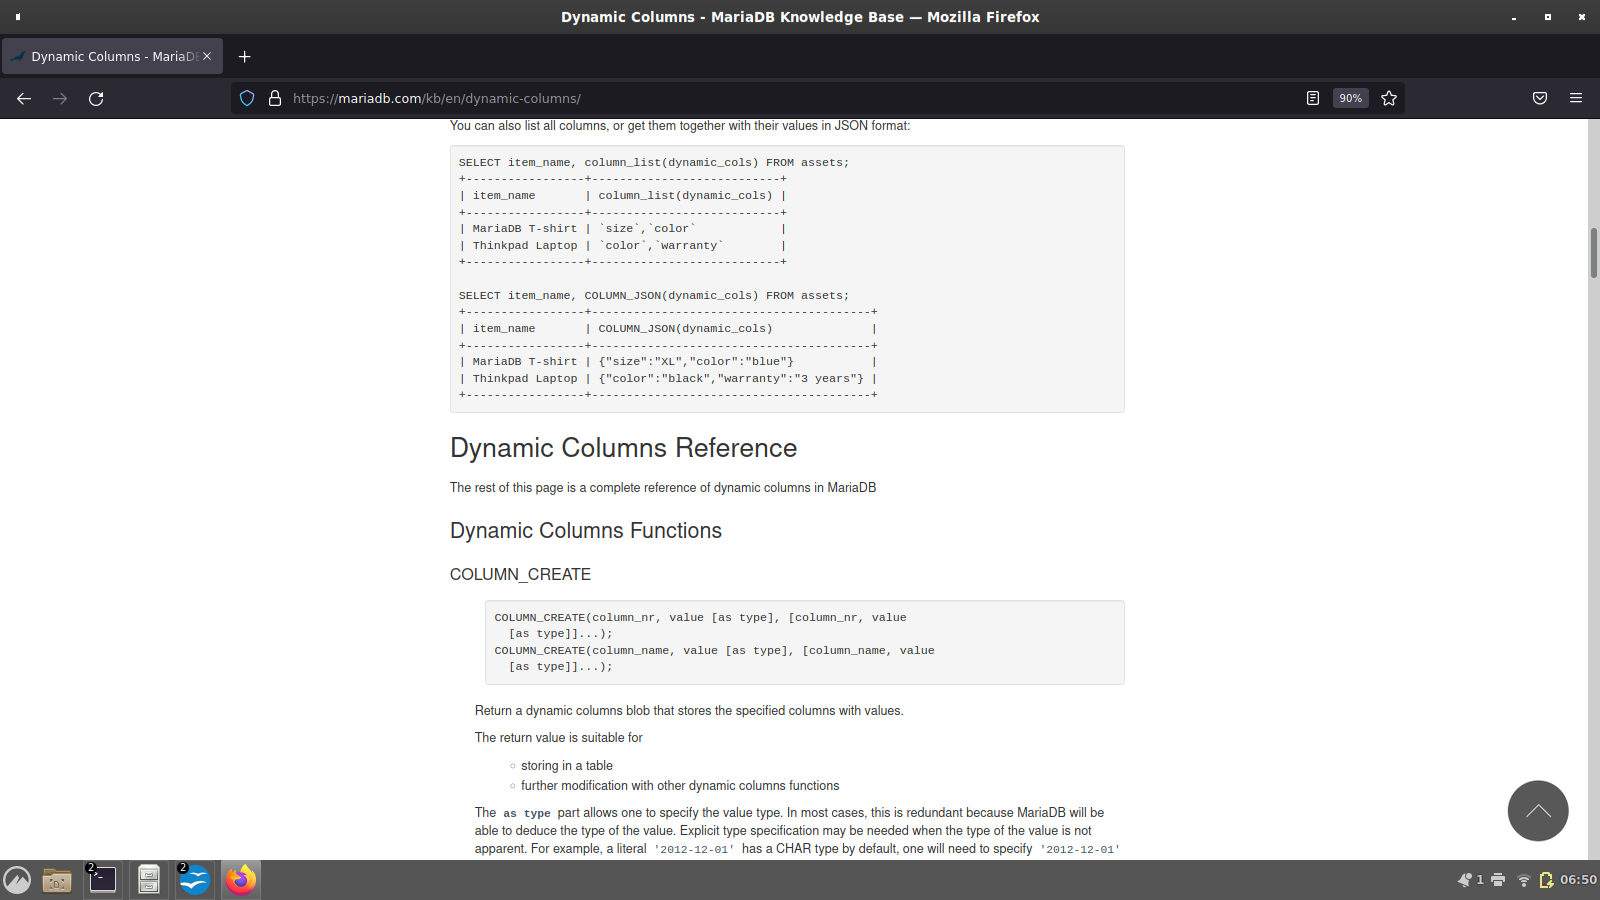 Dynamic Columns - MariaDB Knowledge Base — Mozilla Firefox
Dynamic Columns - MariaDB
https://mariadb.com/kb/en/dynamic-columns/
90%
You can also list all columns, or get them together with their values in JSON format:
SELECT item_name, column_list(dynamic_cols) FROM assets;
+-----------------+---------------------------+
| item_name       | column_list(dynamic_cols) |
+-----------------+---------------------------+
| MariaDB T-shirt | `size`,`color`            |
| Thinkpad Laptop | `color`,`warranty`        |
+-----------------+---------------------------+
SELECT item_name, COLUMN_JSON(dynamic_cols) FROM assets;
+-----------------+----------------------------------------+
| item_name       | COLUMN_JSON(dynamic_cols)              |
+-----------------+----------------------------------------+
| MariaDB T-shirt | {"size":"XL","color":"blue"}           |
| Thinkpad Laptop | {"color":"black","warranty":"3 years"} |
+-----------------+----------------------------------------+
Dynamic Columns Reference
The rest of this page is a complete reference of dynamic columns in MariaDB
Dynamic Columns Functions
COLUMN_CREATE
COLUMN_CREATE(column_nr, value [as type], [column_nr, value
  [as type]]...);
COLUMN_CREATE(column_name, value [as type], [column_name, value
  [as type]]...);
Return a dynamic columns blob that stores the specified columns with values.
The return value is suitable for
storing in a table
further modification with other dynamic columns functions
The as type part allows one to specify the value type. In most cases, this is redundant because MariaDB will be
able to deduce the type of the value. Explicit type specification may be needed when the type of the value is not
apparent. For example, a literal '2012-12-01' has a CHAR type by default, one will need to specify '2012-12-01'
2
2
1
06:50